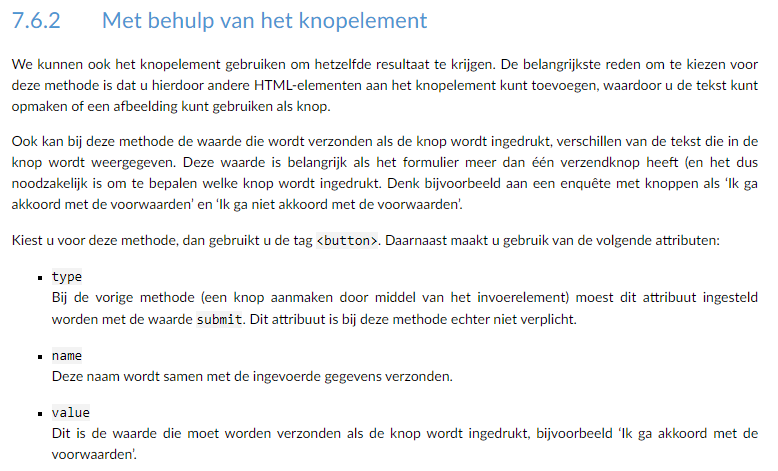 7.6.2 Met behulp van het knopelement
We kunnen ook het knopelement gebruiken om hetzelfde resultaat te krijgen. De belangrijkste reden om te kiezen voor
deze methode is dat u hierdoor andere HTML-elementen aan het knopelement kunt toevoegen, waardoor u de tekst kunt
opmaken of een afbeelding kunt gebruiken als knop.
Ook kan bij deze methode de waarde die wordt verzonden als de knop wordt ingedrukt, verschillen van de tekst die in de
knop wordt weergegeven. Deze waarde is belangrijk als het formulier meer dan één verzendknop heeft (en het dus
noodzakelijk is om te bepalen welke knop wordt ingedrukt. Denk bijvoorbeeld aan een enquête met knoppen als ‘Ik ga
akkoord met de voorwaarden’ en ‘Ik ga niet akkoord met de voorwaarden’.
Kiest u voor deze methode, dan gebruikt u de tag <button>. Daarnaast maakt u gebruik van de volgende attributen:
▪ type
Bij de vorige methode (een knop aanmaken door middel van het invoerelement) moest dit attribuut ingesteld
worden met de waarde submit. Dit attribuut is bij deze methode echter niet verplicht.
▪ name
Deze naam wordt samen met de ingevoerde gegevens verzonden.
▪ value
Dit is de waarde die moet worden verzonden als de knop wordt ingedrukt, bijvoorbeeld ‘Ik ga akkoord met de
voorwaarden’.